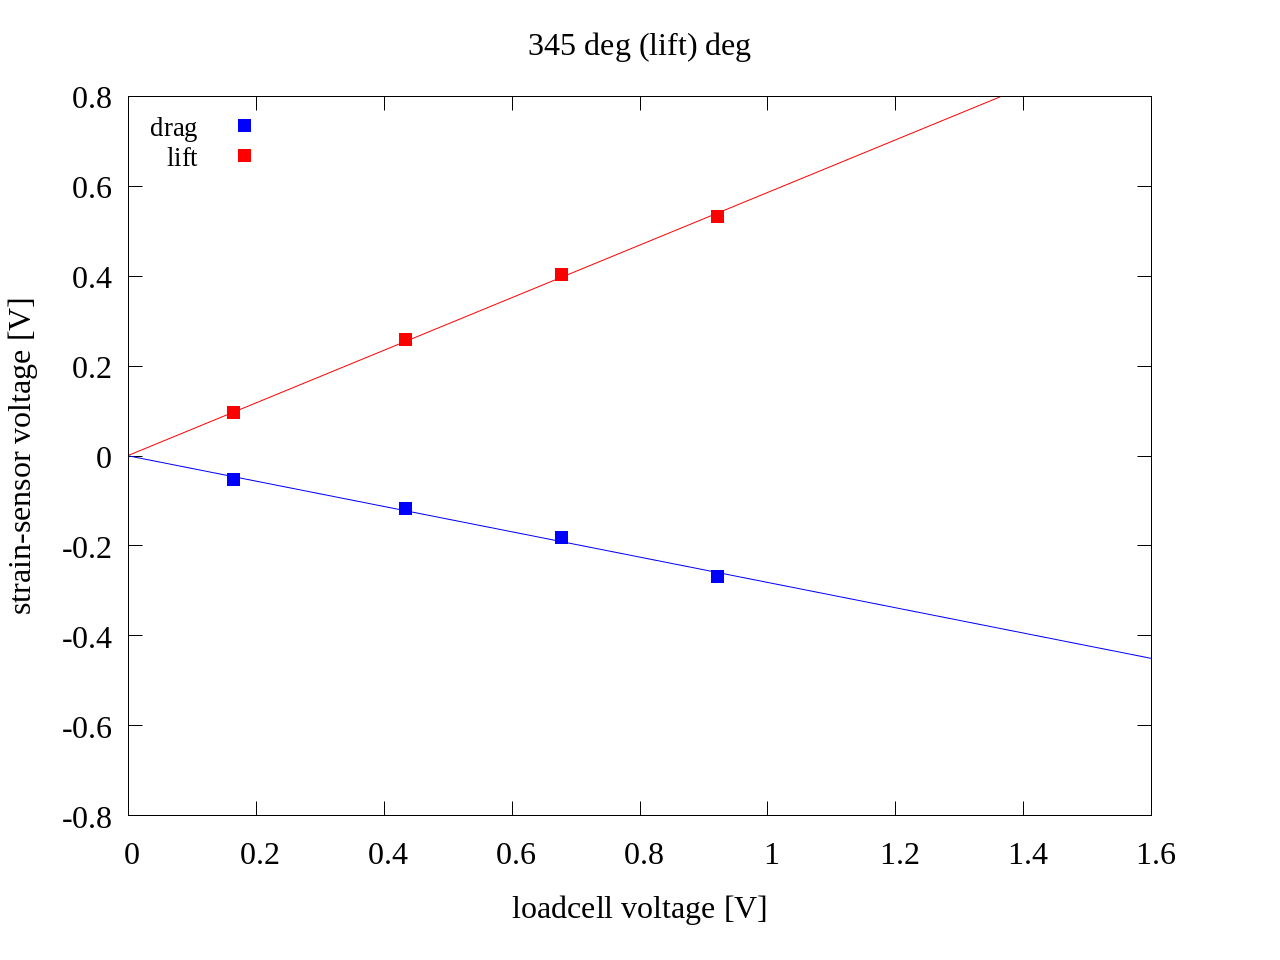 345 deg (lift) deg
drag
lift
0.8
0.6
0.4
0.2
0
-0.2
-0.4
-0.6
-0.8
strain-sensor voltage [V]
0 0.2 0.4 0.6 0.8 1 1.2 1.4 1.6
loadcell voltage [V]